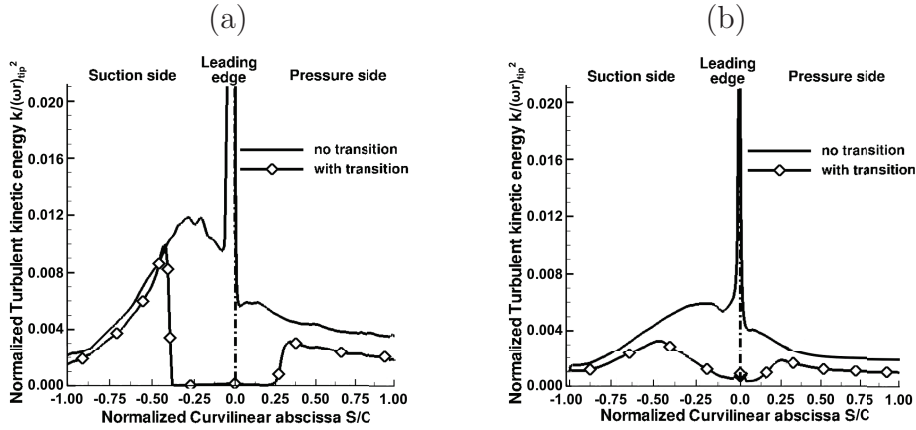 (a)
Suction side
Leading edge
Pressure side
Normalized Turbulent kinetic energy k/(ωr)tip²
0.020
0.016
0.012
0.008
0.004
0.000
no transition
with transition
-1.00 -0.75 -0.50 -0.25 0.0 0.25 0.50 0.75 1.00
Normalized Curvilinear abscissa S/C
(b)
Suction side
Leading edge
Pressure side
Normalized Turbulent kinetic energy k/(ωr)tip²
0.020
0.016
0.012
0.008
0.004
0.000
no transition
with transition
-1.00 -0.75 -0.50 -0.25 0.0 0.25 0.50 0.75 1.00
Normalized Curvilinear abscissa S/C